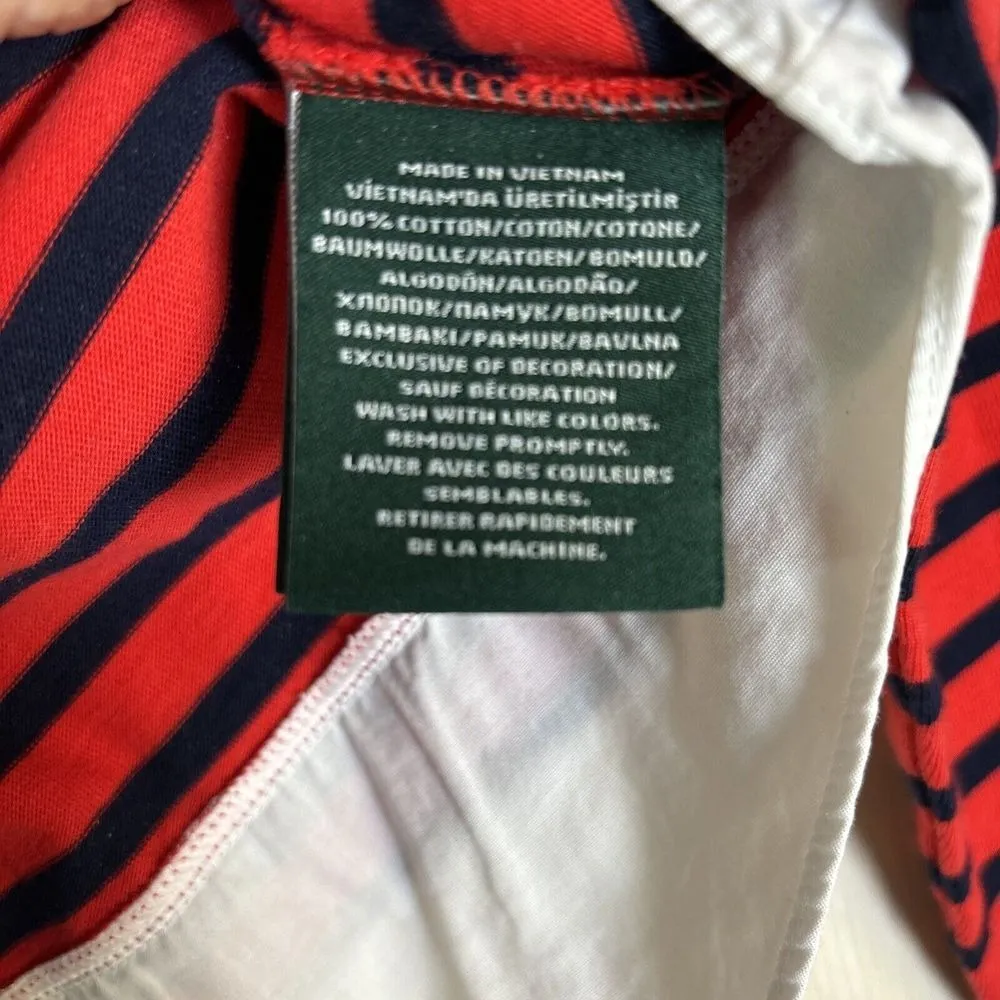 MADE IN VIETNAM
VİETNAM'DA ÜRETİLMİŞTİR
100% COTTON/COTON/COTONE/
BAUMWOLLE/KATOEN/BOMULD/
ALGODÓN/ALGODÃO/
ХЛОПОК/ПАМУК/BOMULL/
BAMBAKI/PAMUK/BAVLNA
EXCLUSIVE OF DECORATION/
SAUF DÉCORATION
WASH WITH LIKE COLORS.
REMOVE PROMPTLY.
LAVER AVEC DES COULEURS
SEMBLABLES.
RETIRER RAPIDEMENT
DE LA MACHINE.